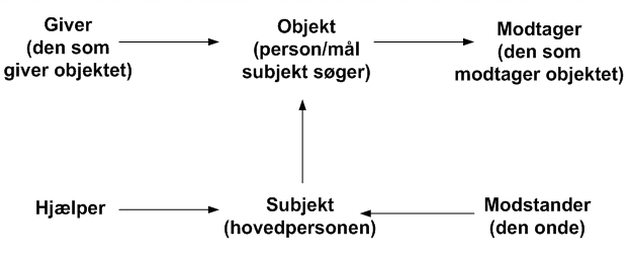 Giver
(den som
giver objektet)
Objekt
(person/mål
subjekt søger)
Modtager
(den som
modtager objektet)
Hjælper
Subjekt
(hovedpersonen)
Modstander
(den onde)